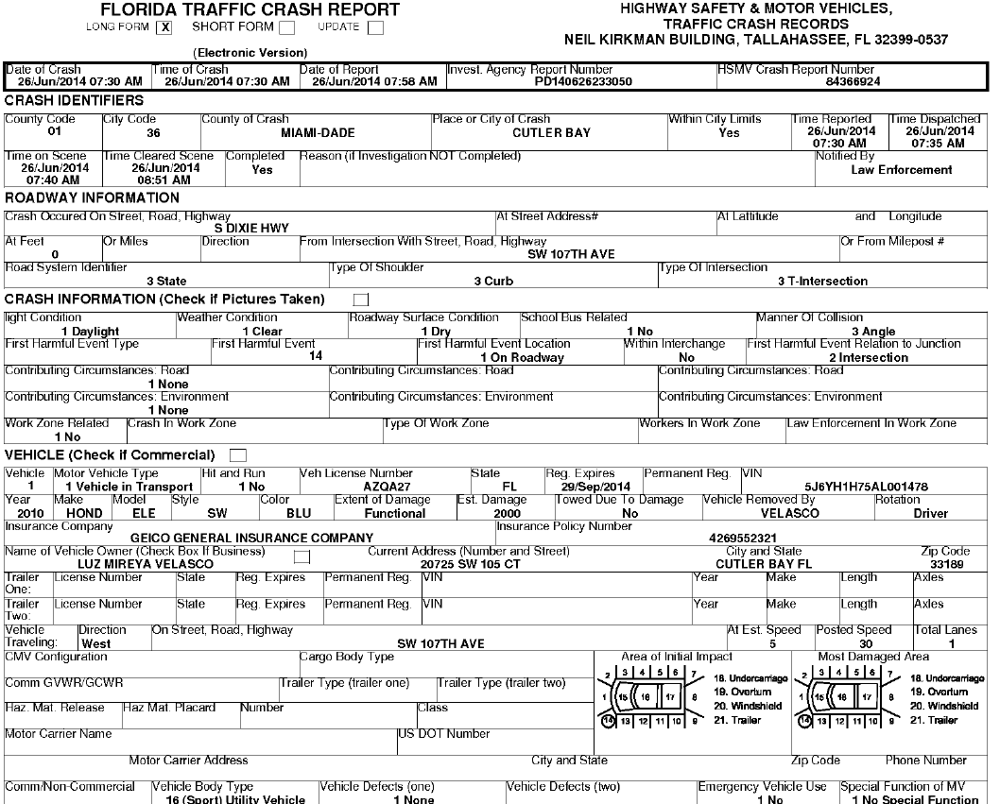 FLORIDA TRAFFIC CRASH REPORT
HIGHWAY SAFETY & MOTOR VEHICLES,
LONG FORM X SHORT FORM UPDATE
TRAFFIC CRASH RECORDS
NEIL KIRKMAN BUILDING, TALLAHASSEE, FL 32399-0537
(Electronic Version)
Date of Crash Time of Crash Date of Report Invest. Agency Report Number HSMV Crash Report Number
26/Jun/2014 07:30 AM 26/Jun/2014 07:30 AM 26/Jun/2014 07:58 AM PD140626233050 84366924
CRASH IDENTIFIERS
County Code City Code County of Crash Place or City of Crash Within City Limits Time Reported Time Dispatched
01 36 MIAMI-DADE CUTLER BAY Yes 26/Jun/2014 26/Jun/2014
07:30 AM 07:35 AM
Time on Scene Time Cleared Scene Completed Reason (if Investigation NOT Completed) Notified By
26/Jun/2014 26/Jun/2014 Yes Law Enforcement
07:40 AM 08:51 AM
ROADWAY INFORMATION
Crash Occured On Street, Road, Highway At Street Address# At Lattitude and Longitude
S DIXIE HWY
At Feet Or Miles Direction From Intersection With Street, Road, Highway Or From Milepost #
0 SW 107TH AVE
Road System Identifier Type Of Shoulder Type Of Intersection
3 State 3 Curb 3 T-Intersection
CRASH INFORMATION (Check if Pictures Taken)
light Condition Weather Condition Roadway Surface Condition School Bus Related Manner Of Collision
1 Daylight 1 Clear 1 Dry 1 No 3 Angle
First Harmful Event Type First Harmful Event First Harmful Event Location Within Interchange First Harmful Event Relation to Junction
14 1 On Roadway No 2 Intersection
Contributing Circumstances: Road Contributing Circumstances: Road Contributing Circumstances: Road
1 None
Contributing Circumstances: Environment Contributing Circumstances: Environment Contributing Circumstances: Environment
1 None
Work Zone Related Crash In Work Zone Type Of Work Zone Workers In Work Zone Law Enforcement In Work Zone
1 No
VEHICLE (Check if Commercial)
Vehicle Motor Vehicle Type Hit and Run Veh License Number State Reg. Expires Permanent Reg. VIN
1 1 Vehicle in Transport 1 No AZQA27 FL 29/Sep/2014 5J6YH1H75AL001478
Year Make Model Style Color Extent of Damage Est. Damage Towed Due To Damage Vehicle Removed By Rotation
2010 HOND ELE SW BLU Functional 2000 No VELASCO Driver
Insurance Company Insurance Policy Number
GEICO GENERAL INSURANCE COMPANY 4269552321
Name of Vehicle Owner (Check Box If Business) Current Address (Number and Street) City and State Zip Code
LUZ MIREYA VELASCO 20725 SW 105 CT CUTLER BAY FL 33189
Trailer One: License Number State Reg. Expires Permanent Reg. VIN Year Make Length Axles
Trailer Two: License Number State Reg. Expires Permanent Reg. VIN Year Make Length Axles
Vehicle Traveling: Direction On Street, Road, Highway At Est. Speed Posted Speed Total Lanes
West SW 107TH AVE 5 30 1
CMV Configuration Cargo Body Type Area of Initial Impact Most Damaged Area
2 3 4 5 6 7 18. Undercarriage 2 3 4 5 6 7 18. Undercarriage
Comm GVWR/GCWR Trailer Type (trailer one) Trailer Type (trailer two)
1 15 16 17 8 19. Overturn 1 15 16 17 8 19. Overturn
20. Windshield 20. Windshield
Haz. Mat. Release Haz Mat. Placard Number Class
14 13 12 11 10 9 21. Trailer 14 13 12 11 10 9 21. Trailer
Motor Carrier Name US DOT Number
Motor Carrier Address City and State Zip Code Phone Number
Comm/Non-Commercial Vehicle Body Type Vehicle Defects (one) Vehicle Defects (two) Emergency Vehicle Use Special Function of MV
16 (Sport) Utility Vehicle 1 None 1 No 1 No Special Function